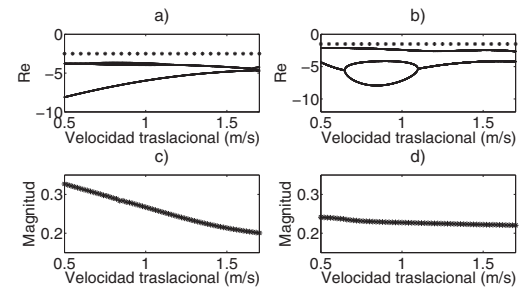 a)
b)
0
−5
−10
Re
0.5
1
1.5
Velocidad traslacional (m/s)
0
−5
−10
Re
0.5
1
1.5
Velocidad traslacional (m/s)
c)
d)
0.3
0.2
Magnitud
0.5
1
1.5
Velocidad traslacional (m/s)
0.3
0.2
Magnitud
0.5
1
1.5
Velocidad traslacional (m/s)